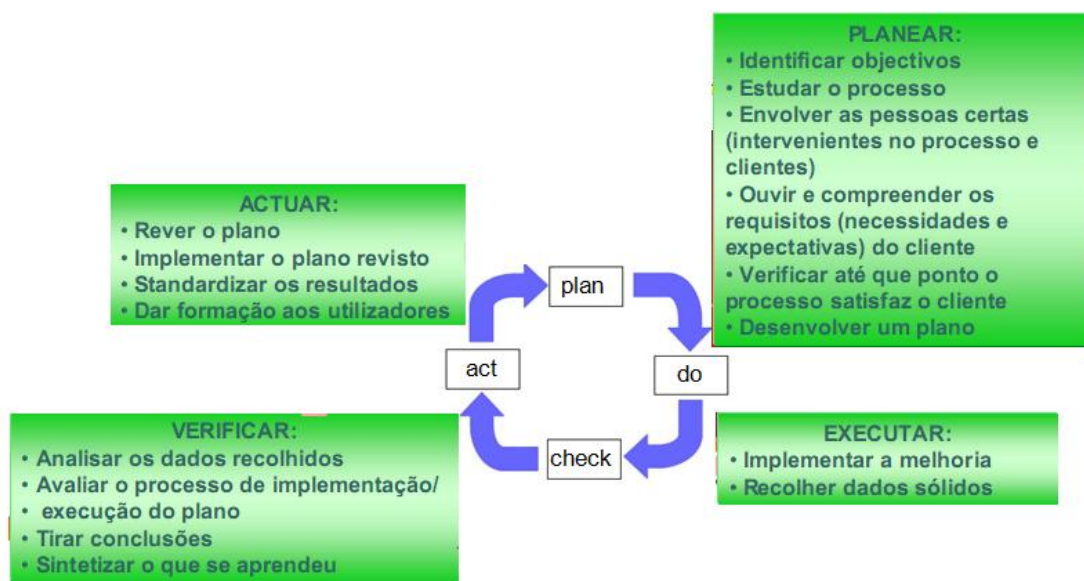 PLANEAR:
• Identificar objectivos
• Estudar o processo
• Envolver as pessoas certas
(intervenientes no processo e
clientes)
• Ouvir e compreender os
requisitos (necessidades e
expectativas) do cliente
• Verificar até que ponto o
processo satisfaz o cliente
• Desenvolver um plano
ACTUAR:
• Rever o plano
• Implementar o plano revisto
• Standardizar os resultados
• Dar formação aos utilizadores
plan
act
do
check
VERIFICAR:
• Analisar os dados recolhidos
• Avaliar o processo de implementação/
• execução do plano
• Tirar conclusões
• Sintetizar o que se aprendeu
EXECUTAR:
• Implementar a melhoria
• Recolher dados sólidos